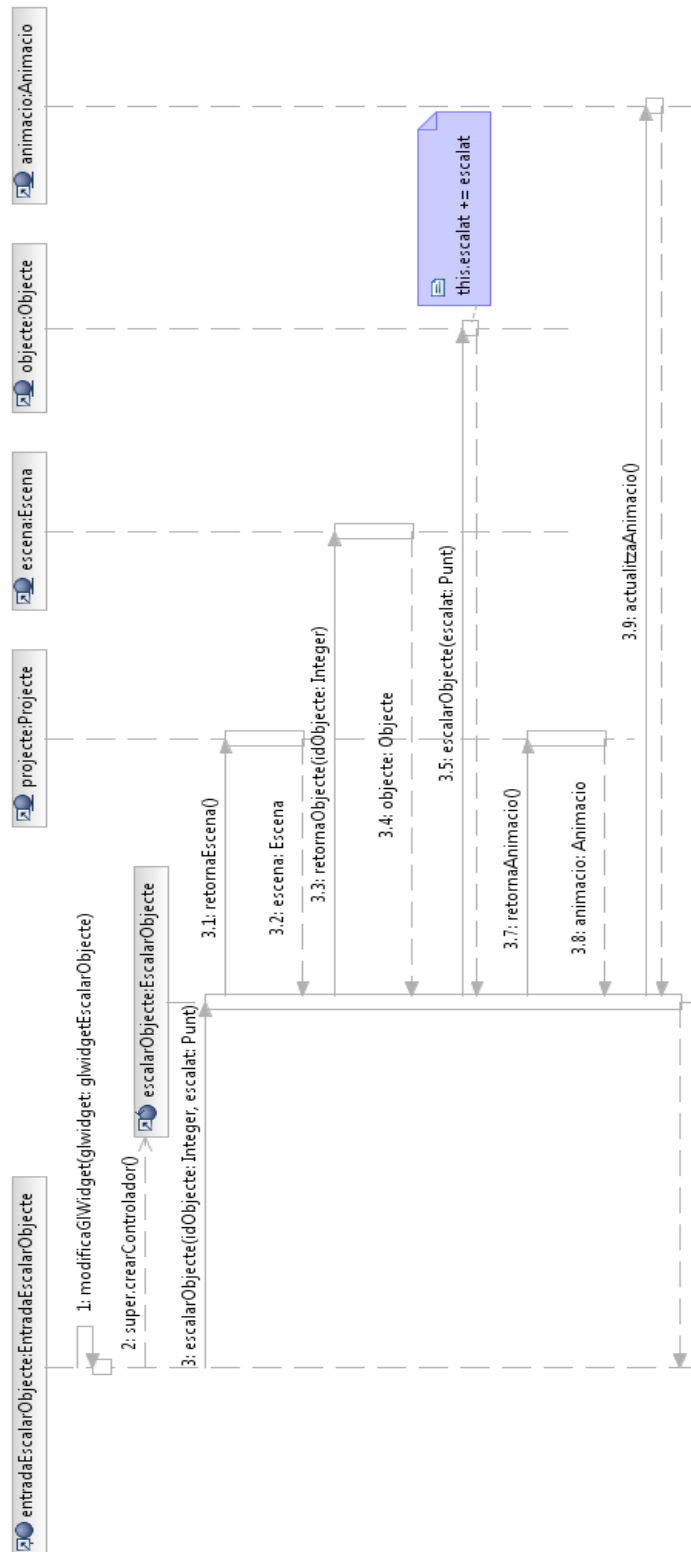 entradaEscalarObjecte:EntradaEscalarObjecte
projecte:Projecte
escena:Escena
objecte:Objecte
animacio:Animacio
1: modificaGlWidget(glwidget: glwidgetEscalarObjecte)
2: super.crearControlador()
escalarObjecte:EscalarObjecte
3: escalarObjecte(idObjecte: Integer, escalat: Punt)
3.1: retornaEscena()
3.2: escena: Escena
3.3: retornaObjecte(idObjecte: Integer)
3.4: objecte: Objecte
3.5: escalarObjecte(escalat: Punt)
this.escalat += escalat
3.7: retornaAnimacio()
3.8: animacio: Animacio
3.9: actualitzaAnimacio()